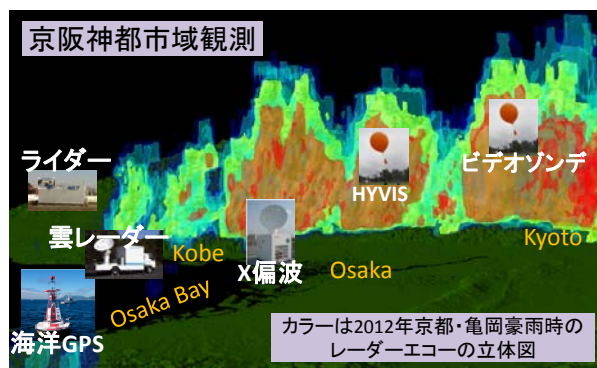 京阪神都市域観測
ライダー
ビデオゾンデ
HYVIS
雲レーダー
Kobe
X偏波
Osaka
Kyoto
Osaka Bay
海洋GPS
カラーは2012年京都・亀岡豪雨時の
レーダーエコーの立体図